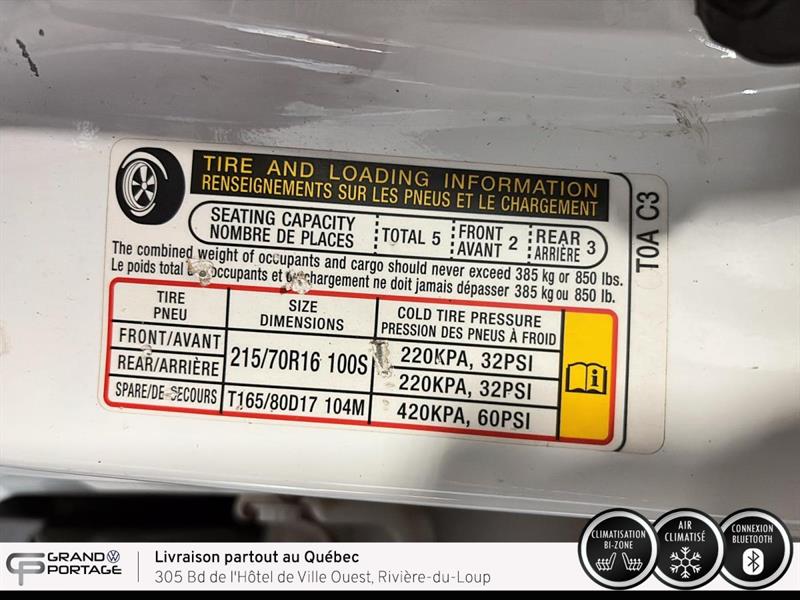 TIRE AND LOADING INFORMATION
RENSEIGNEMENTS SUR LES PNEUS ET LE CHARGEMENT
SEATING CAPACITY
NOMBRE DE PLACES
TOTAL 5
FRONT
AVANT 2
REAR
ARRIÈRE 3
The combined weight of occupants and cargo should never exceed 385 kg or 850 lbs.
Le poids total occupants et chargement ne doit jamais dépasser 385 kg ou 850 lb.
TIRE
PNEU
SIZE
DIMENSIONS
COLD TIRE PRESSURE
PRESSION DES PNEUS À FROID
FRONT/AVANT
215/70R16 100S
220KPA, 32PSI
REAR/ARRIÈRE
220KPA, 32PSI
SPARE/DE SECOURS
T165/80D17 104M
420KPA, 60PSI
T0A C3
GRAND
PORTAGE
Livraison partout au Québec
305 Bd de l'Hôtel de Ville Ouest, Rivière-du-Loup
CLIMATISATION
BI-ZONE
AIR
CLIMATISÉ
CONNEXION
BLUETOOTH